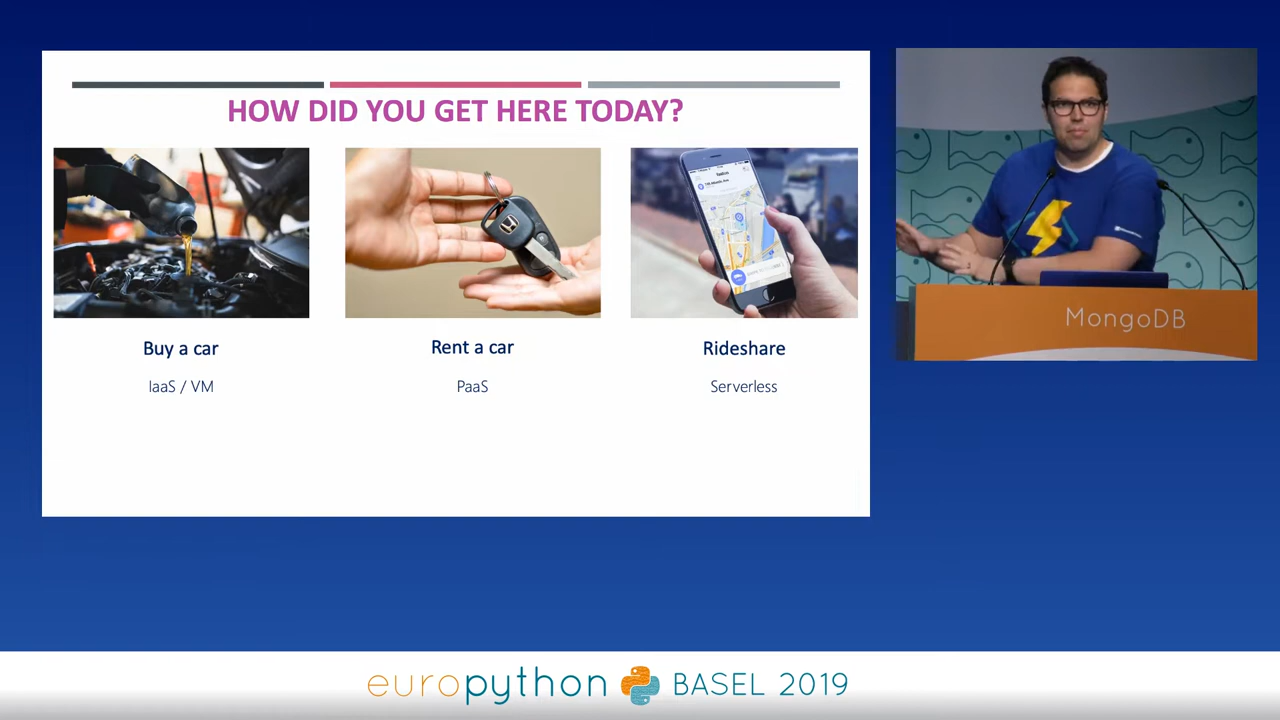 HOW DID YOU GET HERE TODAY?
Buy a car
Rent a car
Rideshare
IaaS / VM
PaaS
Serverless
MongoDB
europython BASEL 2019